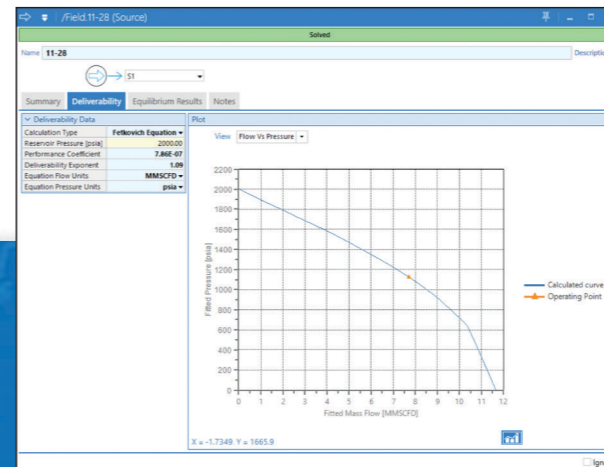 /Field.11-28 (Source)
Solved
Name 11-28
S1
Summary Deliverability Equilibrium Results Notes
Deliverability Data
Calculation Type Fetkovich Equation
Reservoir Pressure [psia] 2000.00
Performance Coefficient 7.86E-07
Deliverability Exponent 1.09
Equation Flow Units MMSCFD
Equation Pressure Units psia
Plot
View Flow Vs Pressure
Fitted Pressure [psia]
2200
2000
1800
1600
1400
1200
1000
800
600
400
200
0
0 1 2 3 4 5 6 7 8 9 10 11 12
Fitted Mass Flow [MMSCFD]
Calculated curve
Operating Point
X = -1.7349 Y = 1665.9